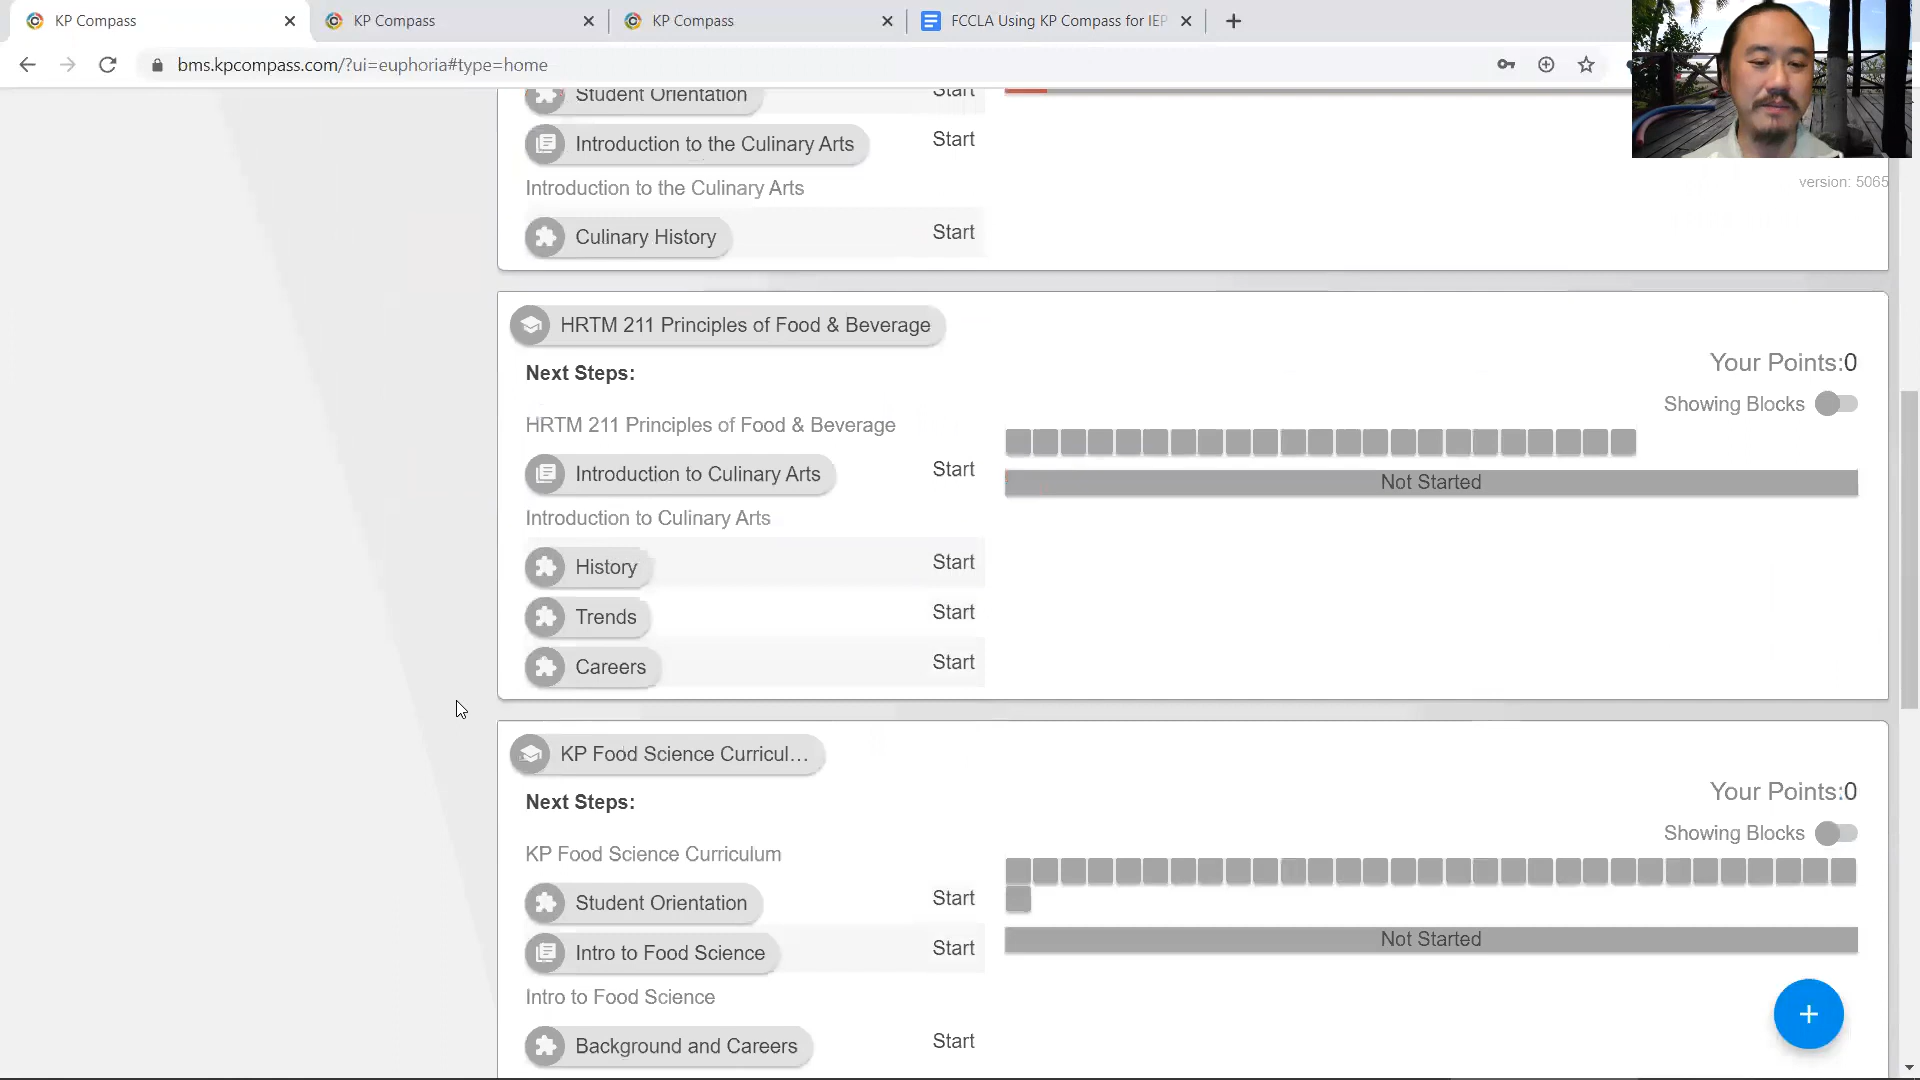 KP Compass
KP Compass
KP Compass
FCCLA Using KP Compass for IEP
bms.kpcompass.com/?ui=euphoria#type=home
Student Orientation
Start
Introduction to the Culinary Arts
Start
version: 5065
Introduction to the Culinary Arts
Culinary History
Start
HRTM 211 Principles of Food & Beverage
Your Points:0
Next Steps:
Showing Blocks
HRTM 211 Principles of Food & Beverage
Introduction to Culinary Arts
Start
Not Started
Introduction to Culinary Arts
History
Start
Trends
Start
Careers
Start
KP Food Science Curricul...
Your Points:0
Next Steps:
Showing Blocks
KP Food Science Curriculum
Student Orientation
Start
Not Started
Intro to Food Science
Start
Intro to Food Science
Background and Careers
Start